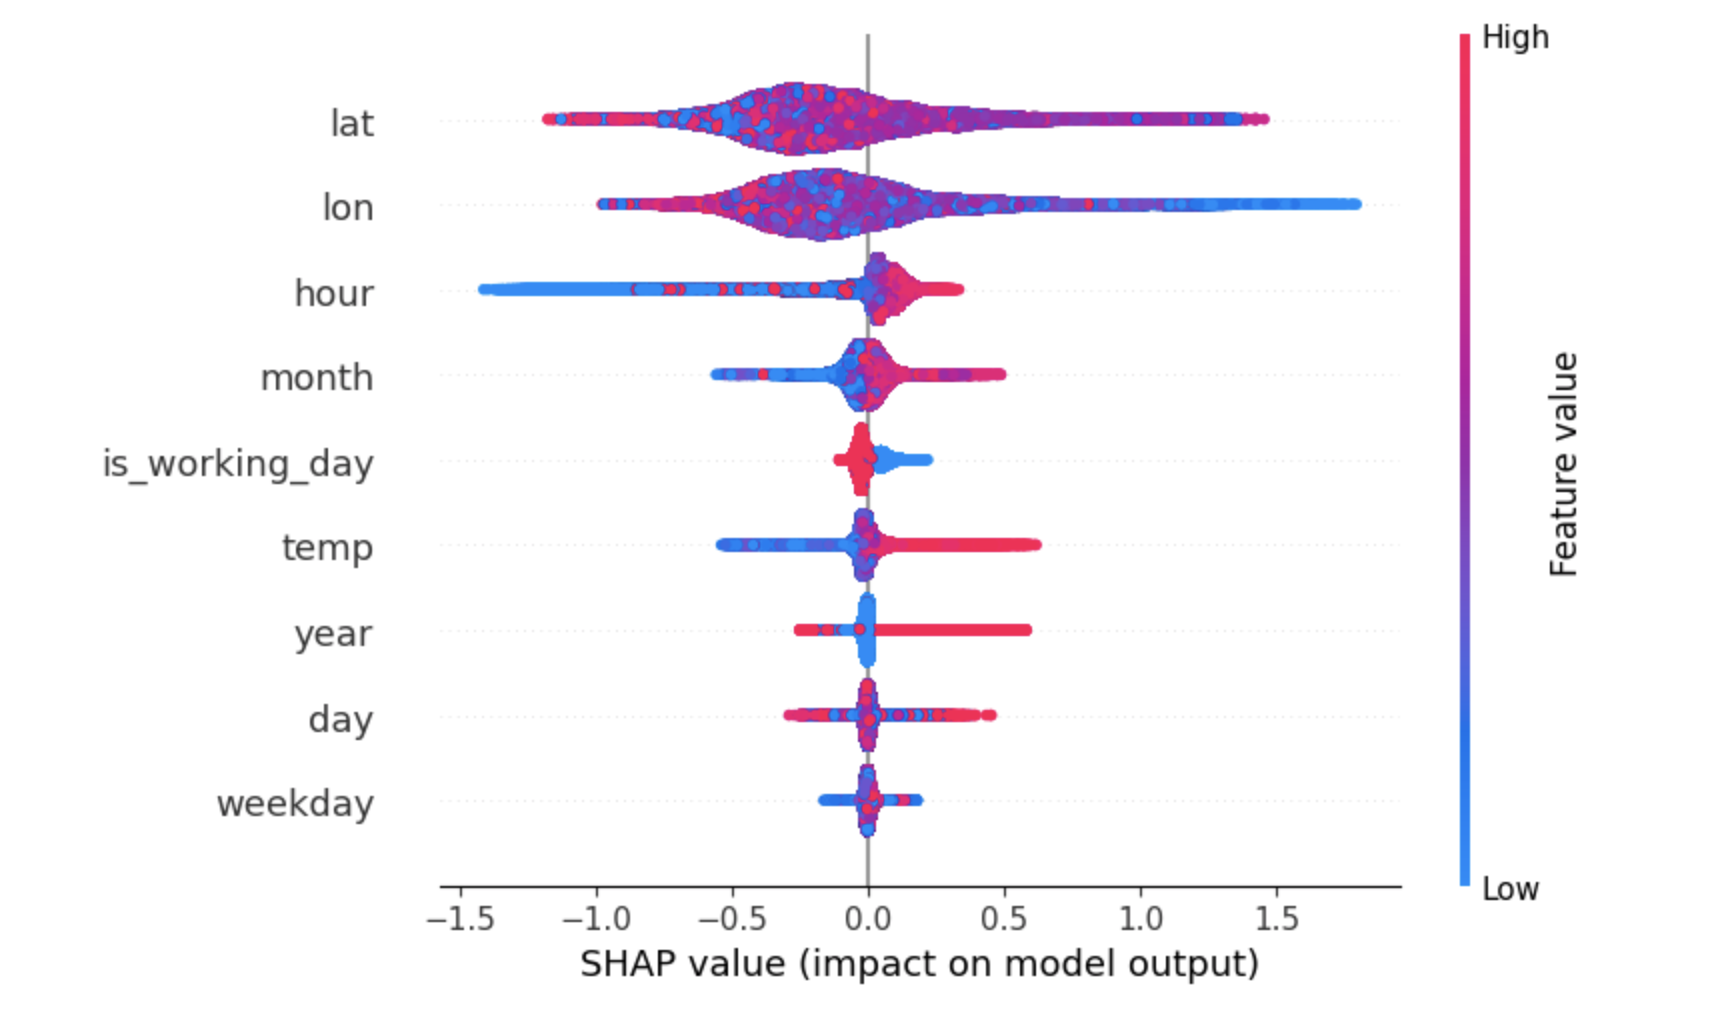 High
lat
lon
hour
month
is_working_day
temp
year
day
weekday
Feature value
Low
−1.5 −1.0 −0.5 0.0 0.5 1.0 1.5
SHAP value (impact on model output)